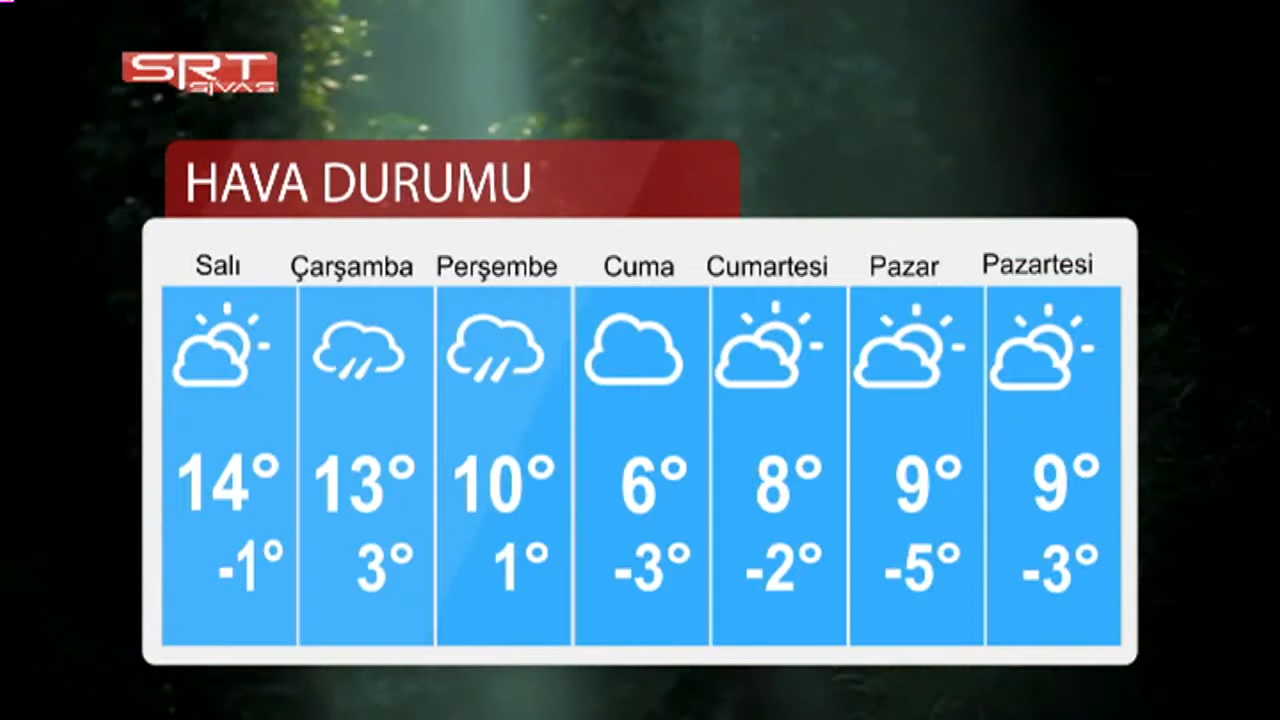 SRT
SİVAS
HAVA DURUMU
Salı Çarşamba Perşembe Cuma Cumartesi Pazar Pazartesi
14° 13° 10° 6° 8° 9° 9°
-1° 3° 1° -3° -2° -5° -3°